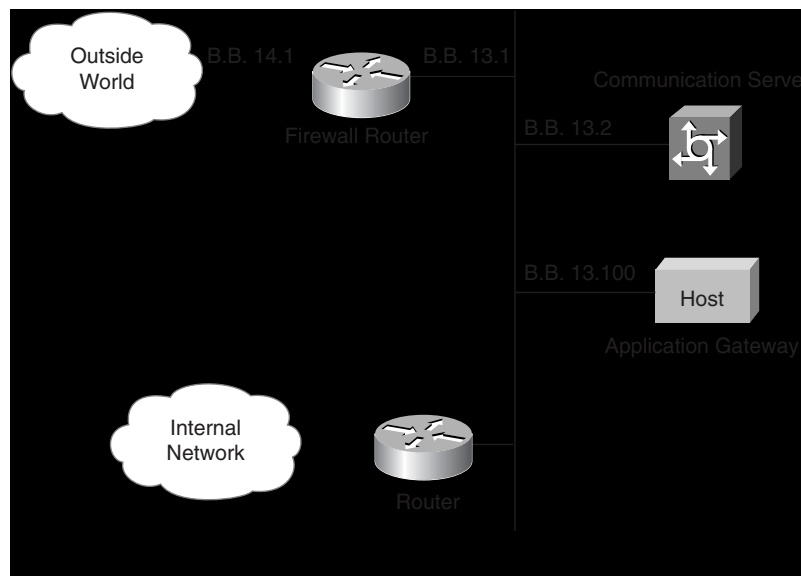 Outside
World
B.B. 14.1
B.B. 13.1
Firewall Router
Communication Serve
B.B. 13.2
B.B. 13.100
Host
Application Gateway
Internal
Network
Router